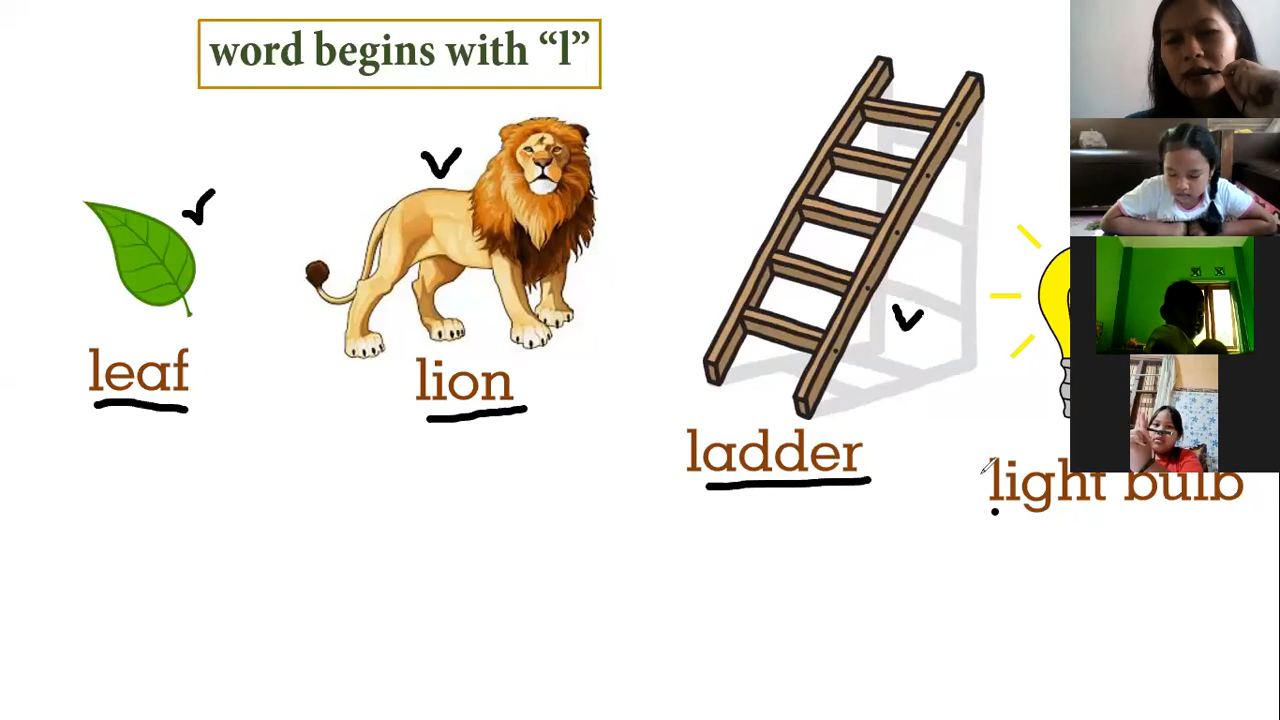 word begins with “l”
leaf
lion
ladder
light bulb